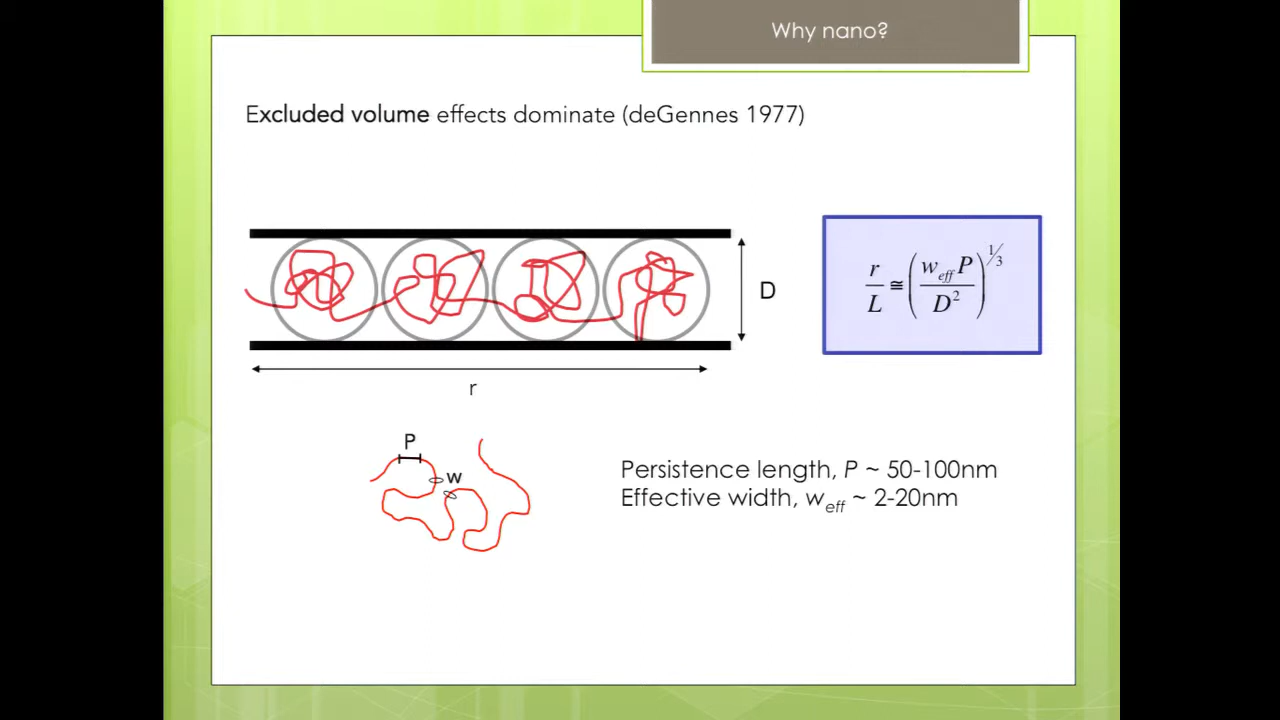 Why nano?
Excluded volume effects dominate (deGennes 1977)
D
r/L ≅ (w_eff P / D²)^1/3
r
P
w
Persistence length, P ~ 50-100nm
Effective width, w_eff ~ 2-20nm